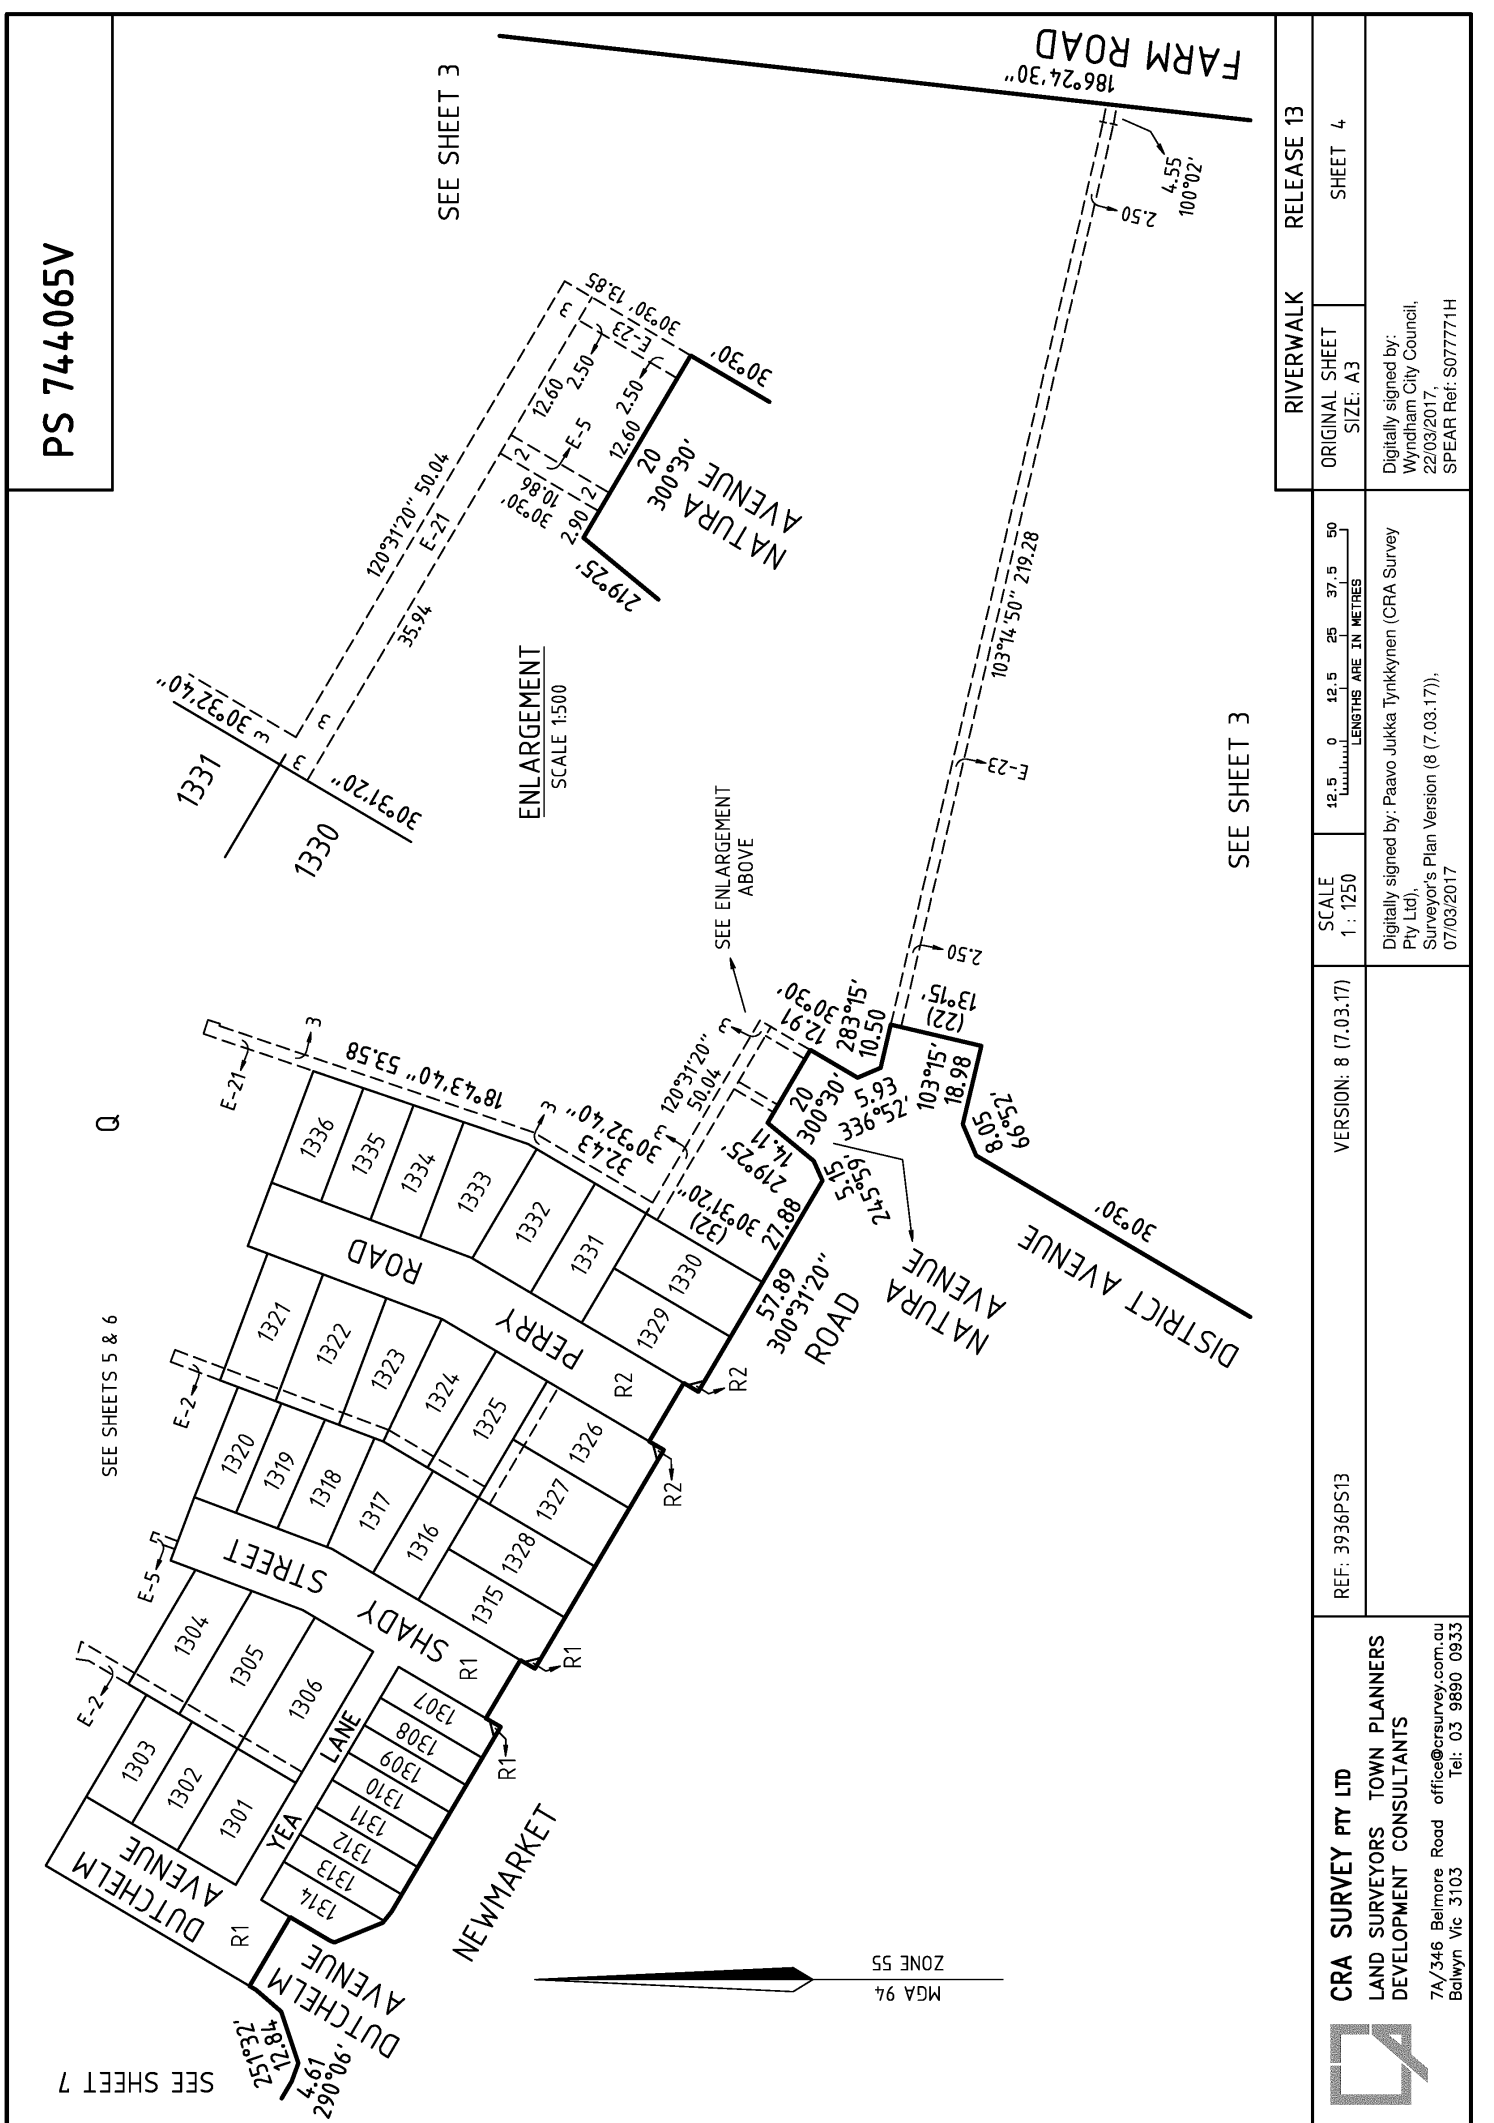 PS 744065V
SEE SHEET 3
FARM ROAD
186°24'30"
4.55
100°02'
2.50
30°30' 13.85
3
E-23
2.50
2.50
12.60
12.60
E-5
2
2
10.86
30°30'
2.90
20
300°30'
NATURA
AVENUE
30°30'
219°25'
120°31'20" 50.04
E-21
35.94
30°32'40"
3
3
3
30°31'20"
1331
1330
ENLARGEMENT
SCALE 1:500
SEE ENLARGEMENT
ABOVE
103°14'50" 219.28
E-23
2.50
SEE SHEET 3
Q
SEE SHEETS 5 & 6
E-21
3
18°43'40" 53.58
3
30°32'40"
32.43
3
120°31'20"
50.04
3
30°31'20"
(32)
12.91
30°30'
283°15'
10.50
(22)
13°15'
103°15'
18.98
5.93
336°52'
20
300°30'
14.11
219°25'
5.15
245°59'
8.05
66°52'
30°30'
DISTRICT AVENUE
NATURA
AVENUE
27.88
57.89
300°31'20"
ROAD
1336
1335
1334
1333
1332
1331
1330
1329
ROAD
PERRY
R2
R2
R2
E-2
1321
1322
1323
1324
1325
1326
1327
1328
1320
1319
1318
1317
1316
1315
STREET
SHADY
R1
R1
R1
E-5
E-2
1304
1305
1306
1303
1302
1301
LANE
YEA
1307
1308
1309
1310
1311
1312
1313
1314
DUTCHELM
AVENUE
R1
DUTCHELM
AVENUE
NEWMARKET
251°32'
12.84
4.61
290°06'
SEE SHEET 7
MGA 94
ZONE 55
CRA SURVEY PTY LTD
LAND SURVEYORS TOWN PLANNERS
DEVELOPMENT CONSULTANTS
7A/346 Belmore Road office@crsurvey.com.au
Balwyn Vic 3103 Tel: 03 9890 0933
REF: 3936PS13
VERSION: 8 (7.03.17)
SCALE
1 : 1250
12.5 0 12.5 25 37.5 50
LENGTHS ARE IN METRES
RIVERWALK RELEASE 13
ORIGINAL SHEET
SIZE: A3
SHEET 4
Digitally signed by: Paavo Jukka Tynkkynen (CRA Survey
Pty Ltd),
Surveyor's Plan Version (8 (7.03.17)),
07/03/2017
Digitally signed by:
Wyndham City Council,
22/03/2017,
SPEAR Ref: S077771H